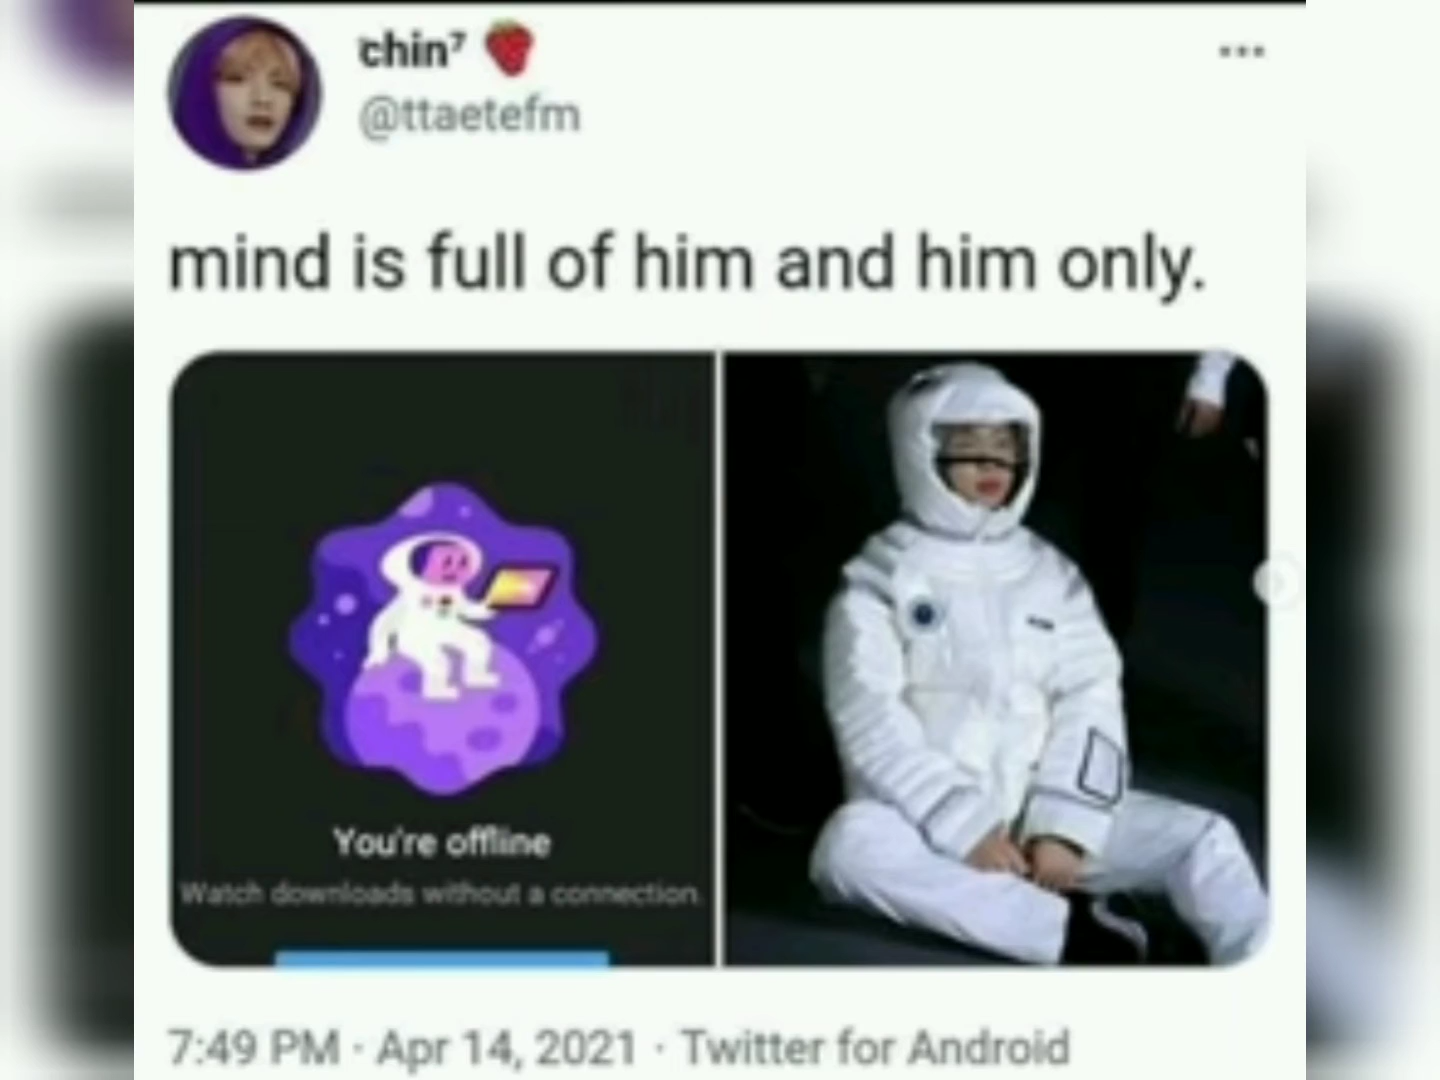 chin⁷ 🍓
@ttaetefm
mind is full of him and him only.
You're offline
Watch downloads without a connection.
7:49 PM · Apr 14, 2021 · Twitter for Android